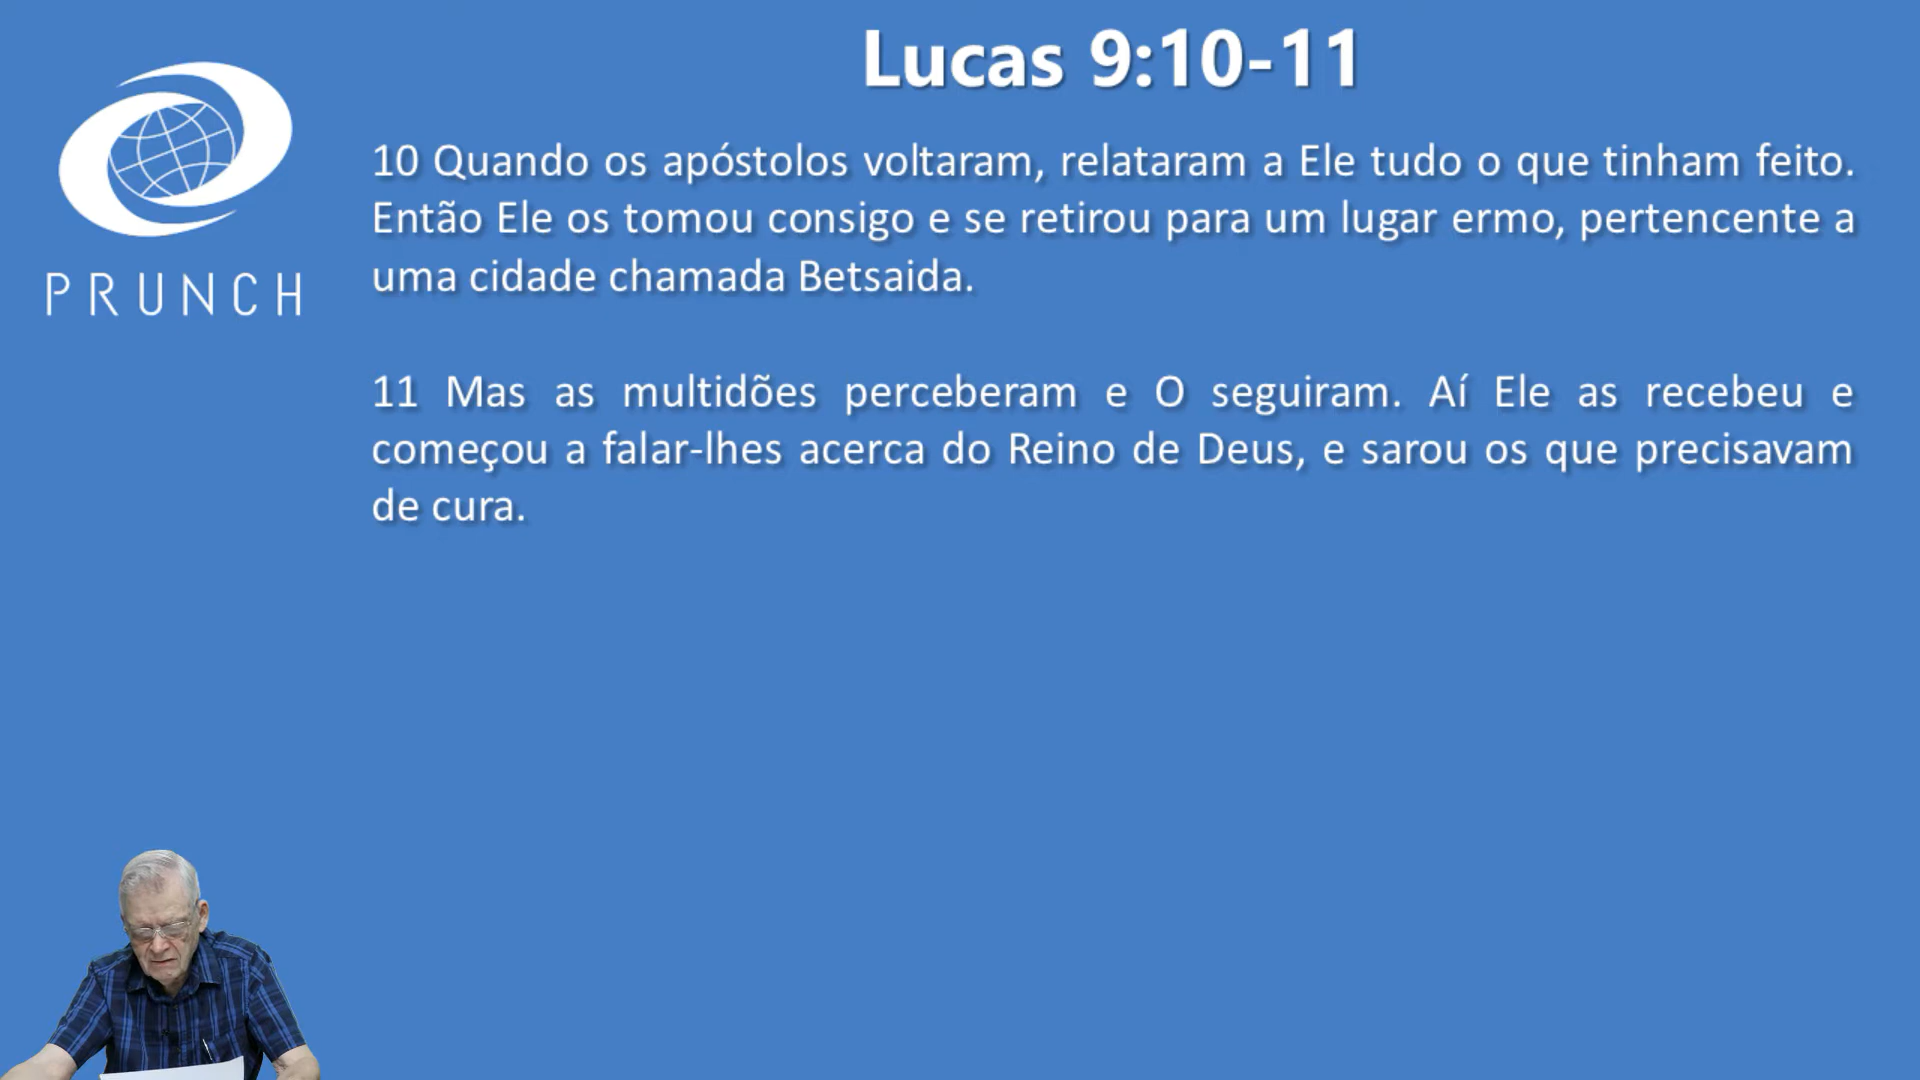 Lucas 9:10-11
PRUNCH
10 Quando os apóstolos voltaram, relataram a Ele tudo o que tinham feito.
Então Ele os tomou consigo e se retirou para um lugar ermo, pertencente a
uma cidade chamada Betsaida.
11 Mas as multidões perceberam e O seguiram. Aí Ele as recebeu e
começou a falar-lhes acerca do Reino de Deus, e sarou os que precisavam
de cura.